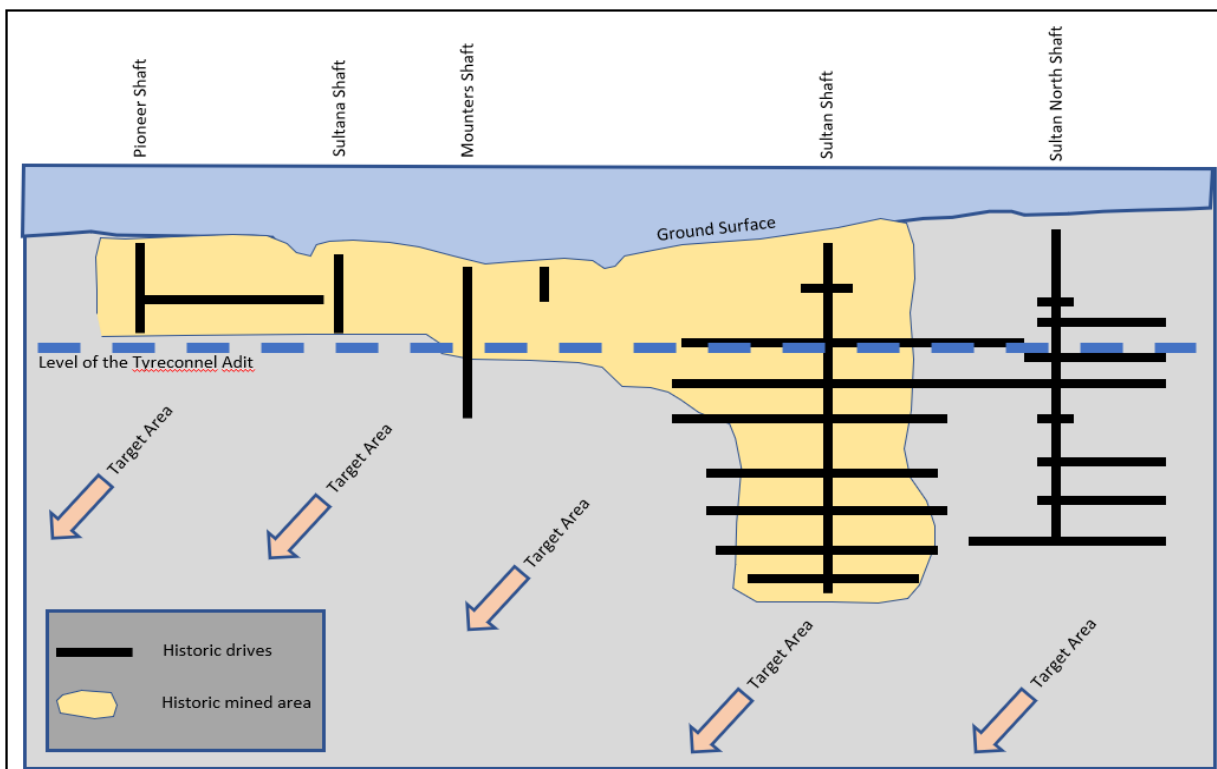 Pioneer Shaft
Sultana Shaft
Mounters Shaft
Sultan Shaft
Sultan North Shaft
Ground Surface
Level of the Tyreconnel Adit
Target Area
Target Area
Target Area
Target Area
Target Area
Historic drives
Historic mined area